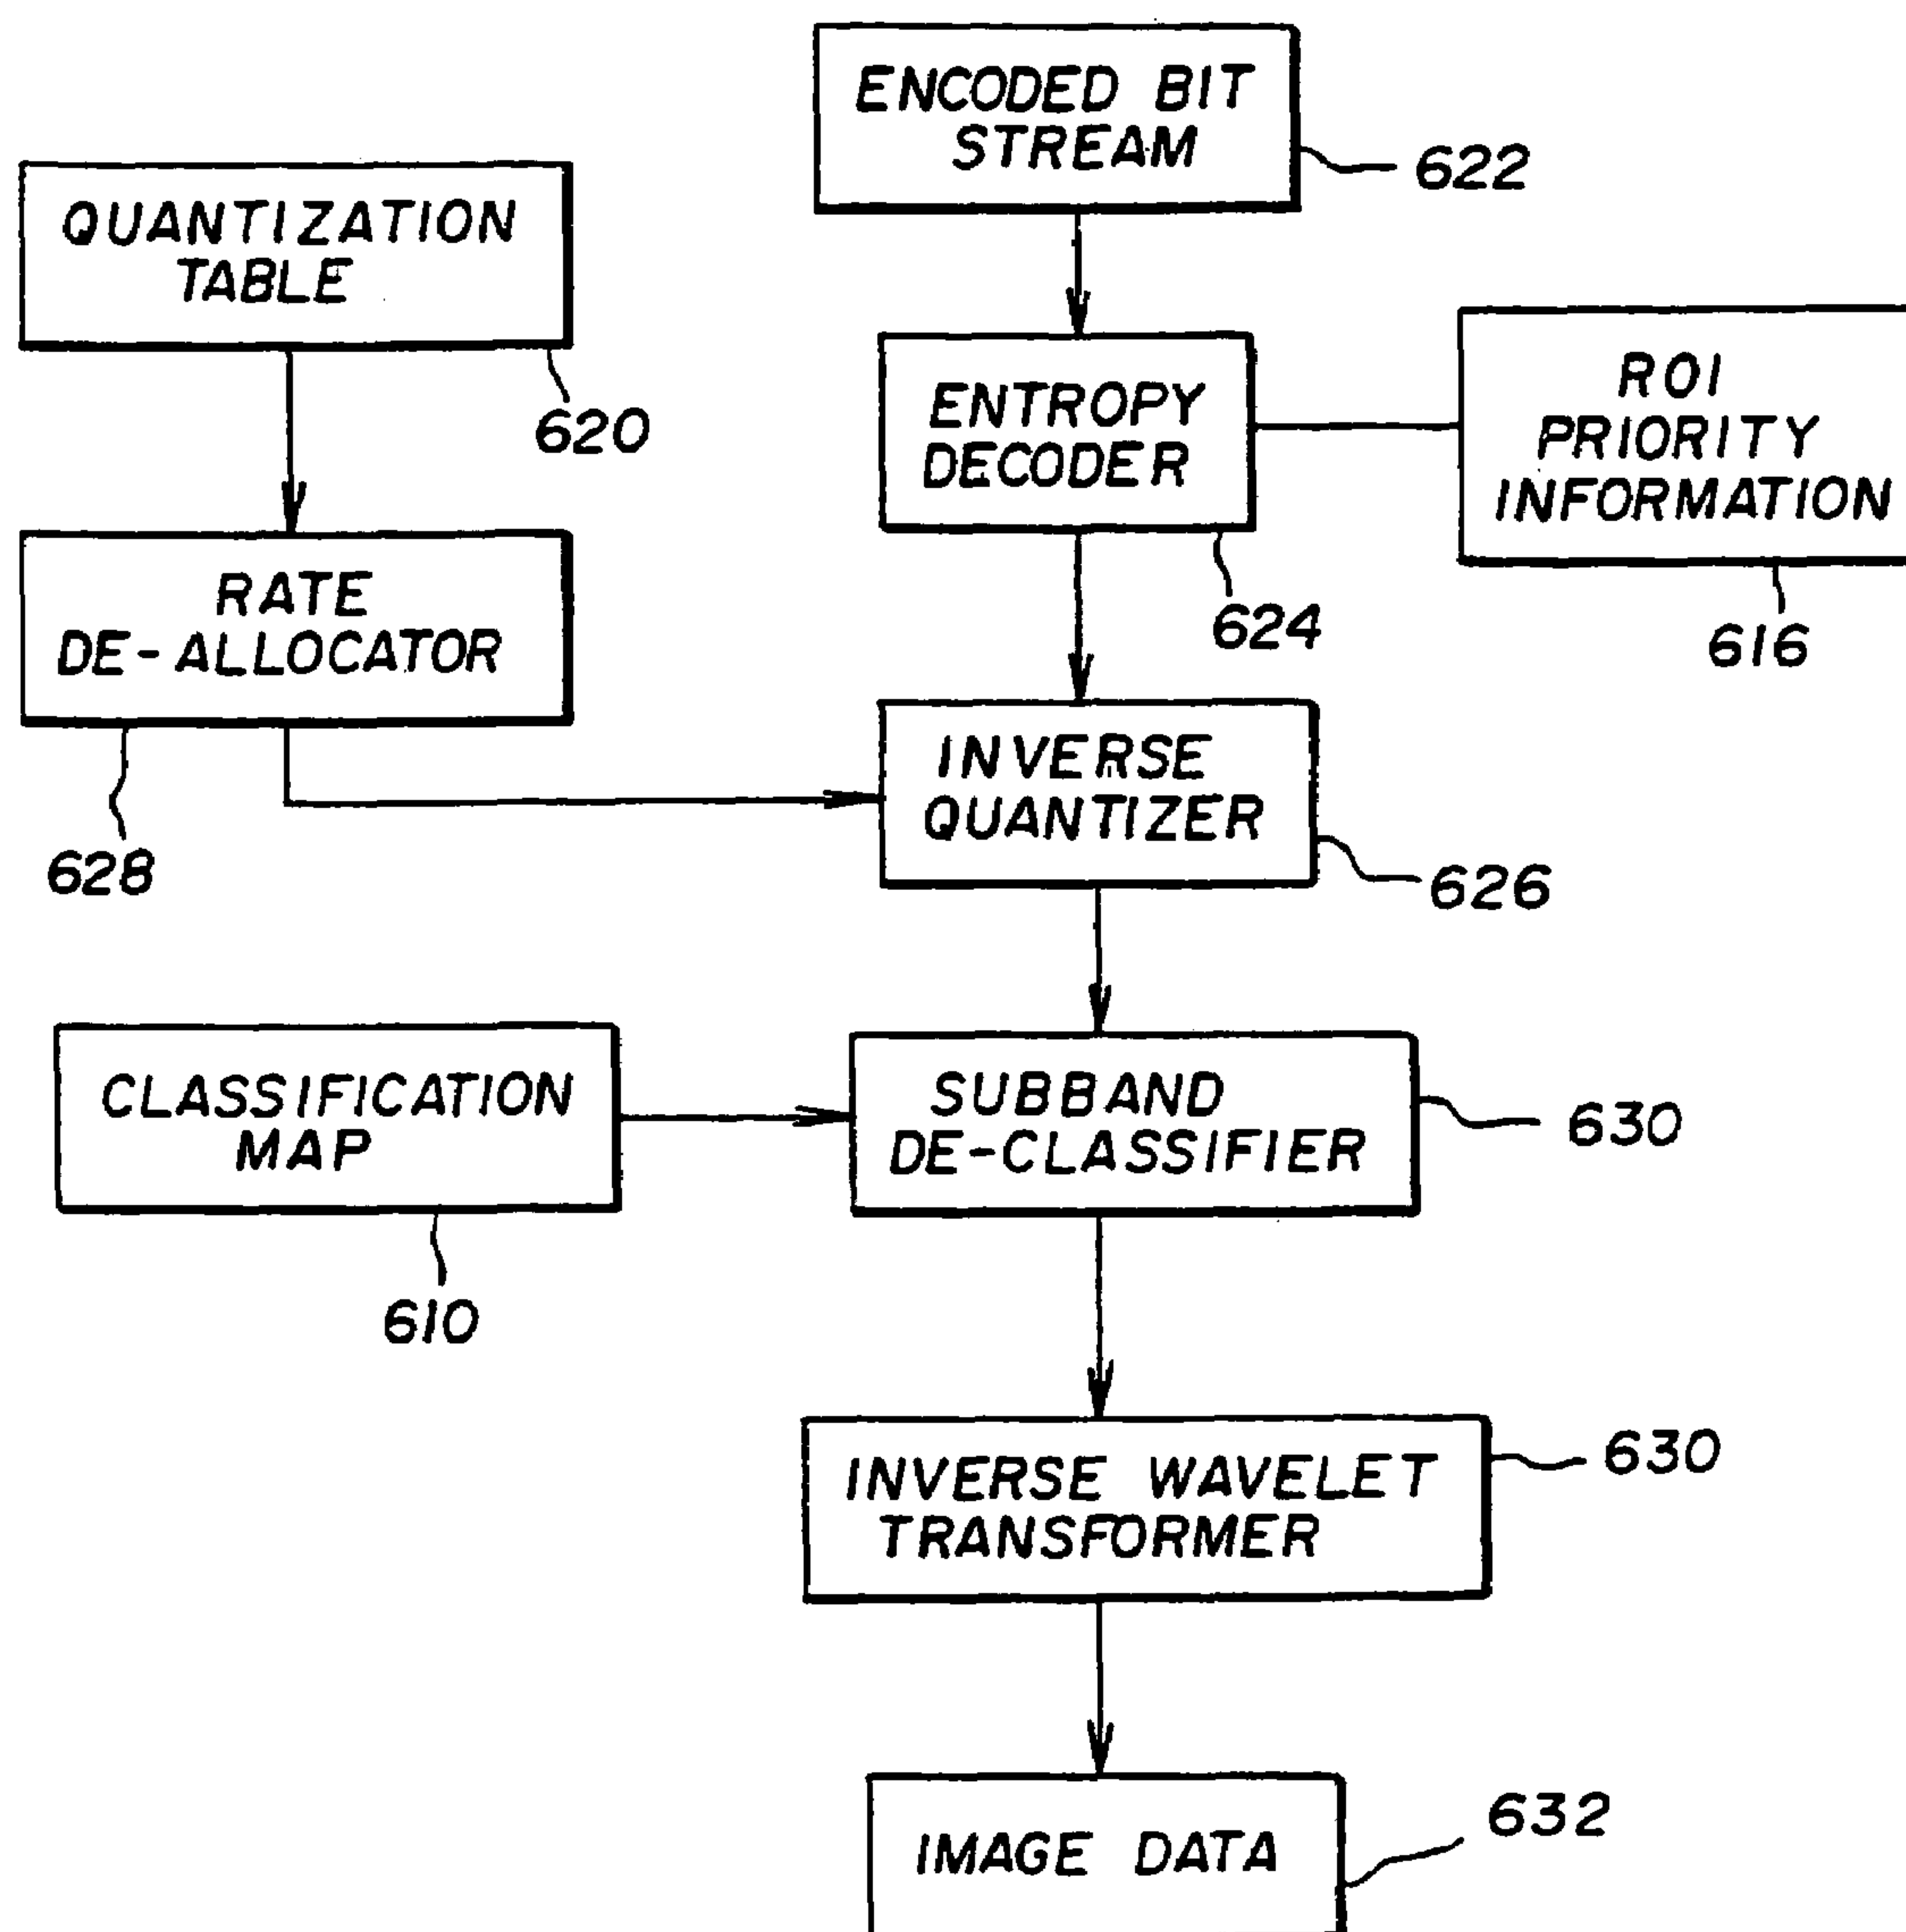 ENCODED BIT
STREAM
622
QUANTIZATION
TABLE
620
ENTROPY
DECODER
624
ROI
PRIORITY
INFORMATION
616
RATE
DE-ALLOCATOR
628
INVERSE
QUANTIZER
626
CLASSIFICATION
MAP
610
SUBBAND
DE-CLASSIFIER
630
INVERSE WAVELET
TRANSFORMER
630
IMAGE DATA
632